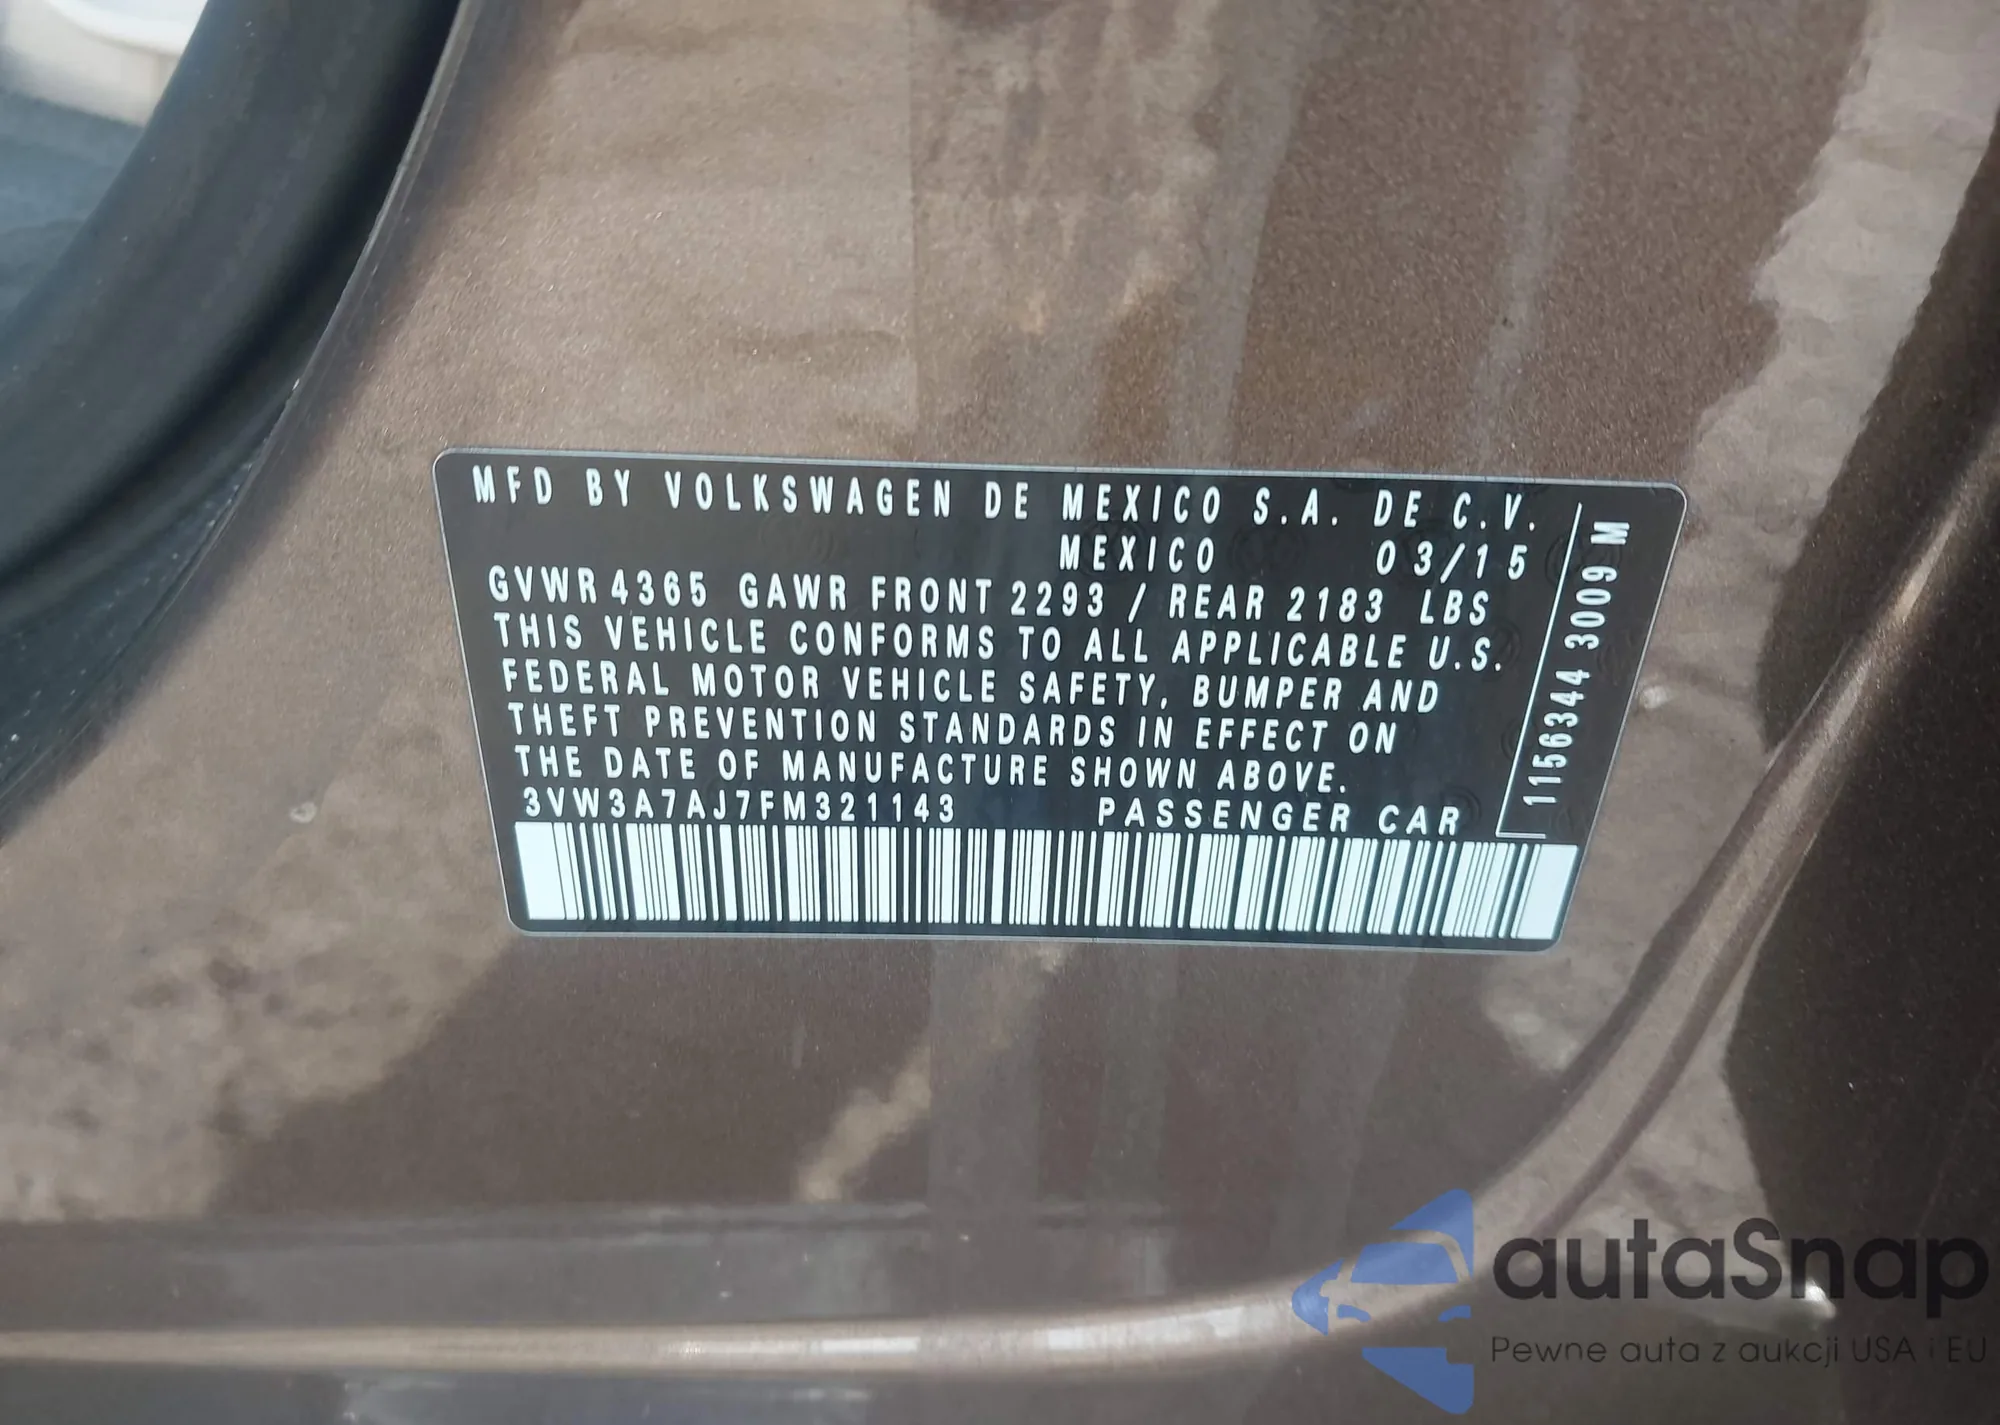 MFD BY VOLKSWAGEN DE MEXICO S.A. DE C.V.
MEXICO 03/15
GVWR 4365 GAWR FRONT 2293 / REAR 2183 LBS
THIS VEHICLE CONFORMS TO ALL APPLICABLE U.S.
FEDERAL MOTOR VEHICLE SAFETY, BUMPER AND
THEFT PREVENTION STANDARDS IN EFFECT ON
THE DATE OF MANUFACTURE SHOWN ABOVE.
3VW3A7AJ7FM321143 PASSENGER CAR
1156344 3009 M
autaSnap
Pewne auta z aukcji USA i EU